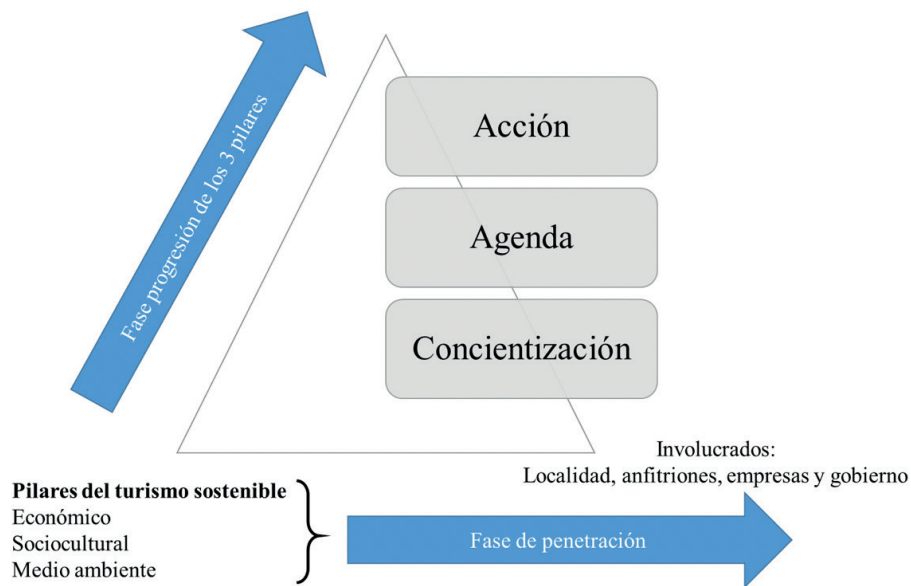 Fase progresión de los 3 pilares
Acción
Agenda
Concientización
Involucrados:
Localidad, anfitriones, empresas y gobierno
Pilares del turismo sostenible
Económico
Sociocultural
Medio ambiente
Fase de penetración